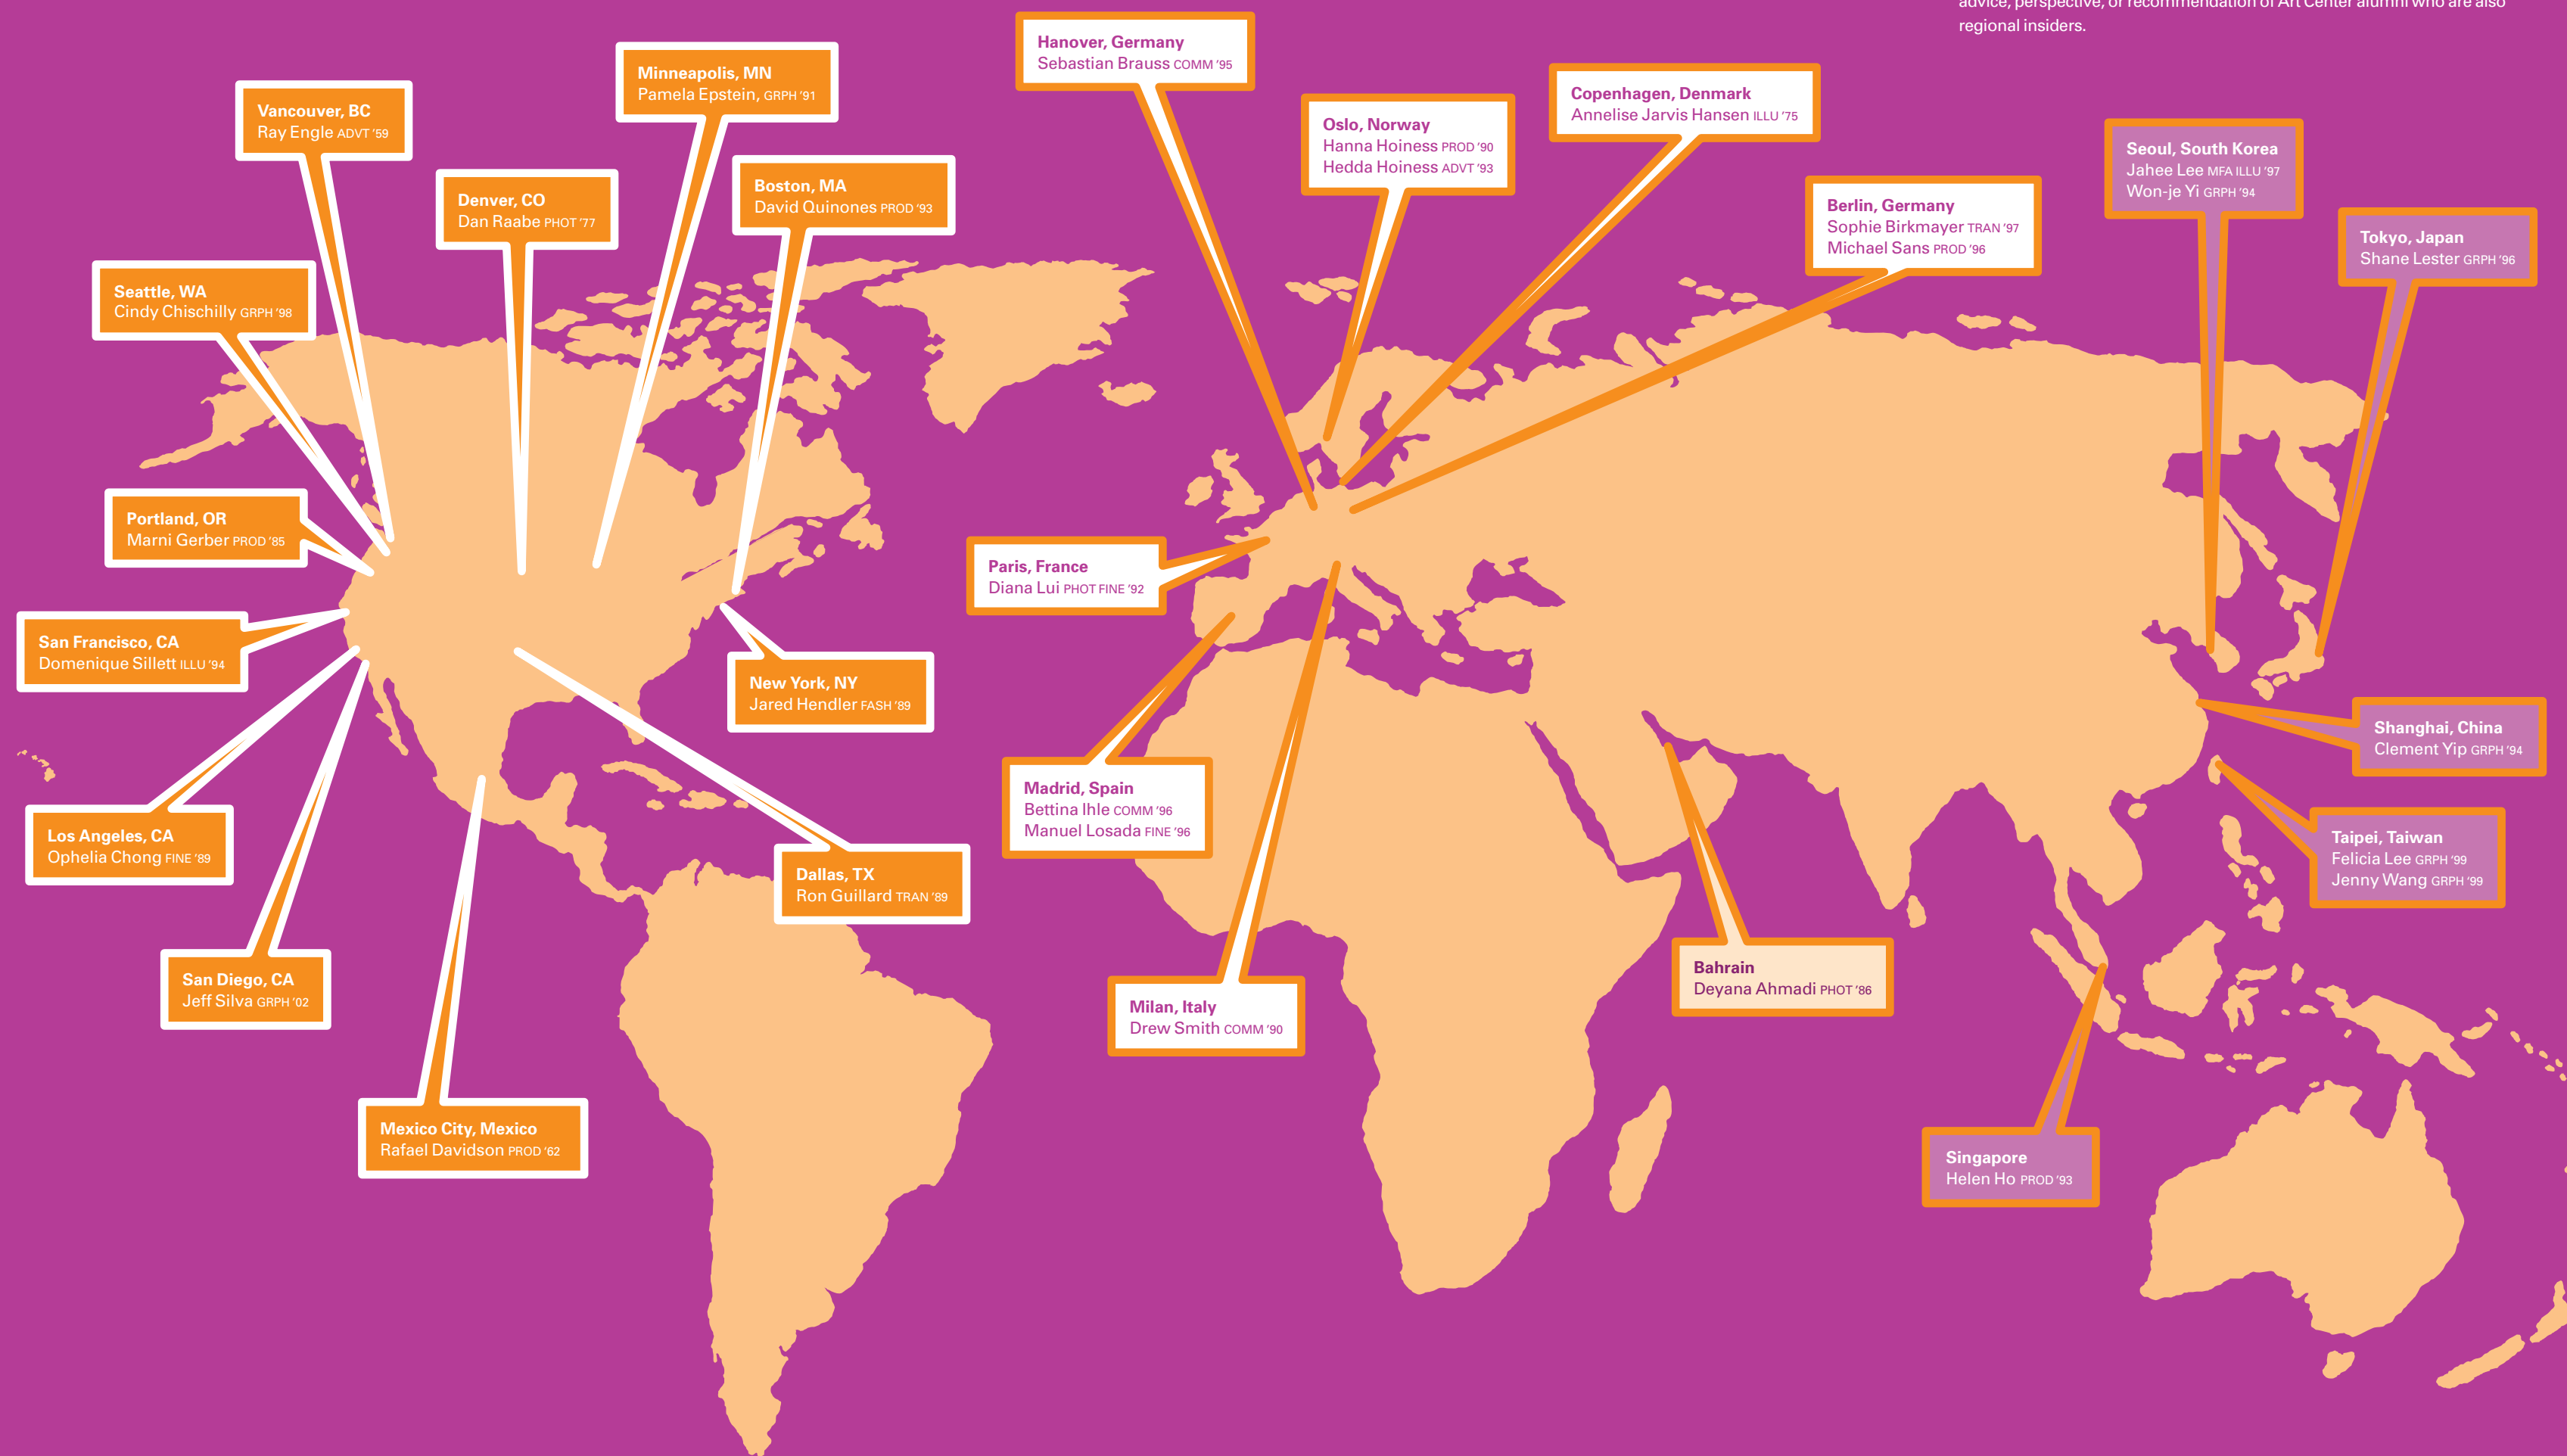 advice, perspective, or recommendation of Art Center alumni who are also
regional insiders.
Hanover, Germany
Sebastian Brauss COMM ’95
Minneapolis, MN
Pamela Epstein, GRPH ’91
Copenhagen, Denmark
Annelise Jarvis Hansen ILLU ’75
Vancouver, BC
Ray Engle ADVT ’59
Oslo, Norway
Hanna Hoiness PROD ’90
Hedda Hoiness ADVT ’93
Seoul, South Korea
Jahee Lee MFA ILLU ’97
Won-je Yi GRPH ’94
Boston, MA
David Quinones PROD ’93
Denver, CO
Dan Raabe PHOT ’77
Berlin, Germany
Sophie Birkmayer TRAN ’97
Michael Sans PROD ’96
Tokyo, Japan
Shane Lester GRPH ’96
Seattle, WA
Cindy Chischilly GRPH ’98
Portland, OR
Marni Gerber PROD ’85
Paris, France
Diana Lui PHOT FINE ’92
San Francisco, CA
Domenique Sillett ILLU ’94
New York, NY
Jared Hendler FASH ’89
Shanghai, China
Clement Yip GRPH ’94
Madrid, Spain
Bettina Ihle COMM ’96
Manuel Losada FINE ’96
Los Angeles, CA
Ophelia Chong FINE ’89
Taipei, Taiwan
Felicia Lee GRPH ’99
Jenny Wang GRPH ’99
Dallas, TX
Ron Guillard TRAN ’89
Bahrain
Deyana Ahmadi PHOT ’86
San Diego, CA
Jeff Silva GRPH ’02
Milan, Italy
Drew Smith COMM ’90
Mexico City, Mexico
Rafael Davidson PROD ’62
Singapore
Helen Ho PROD ’93